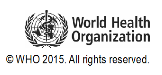 World Health
Organization
© WHO 2015. All rights reserved.